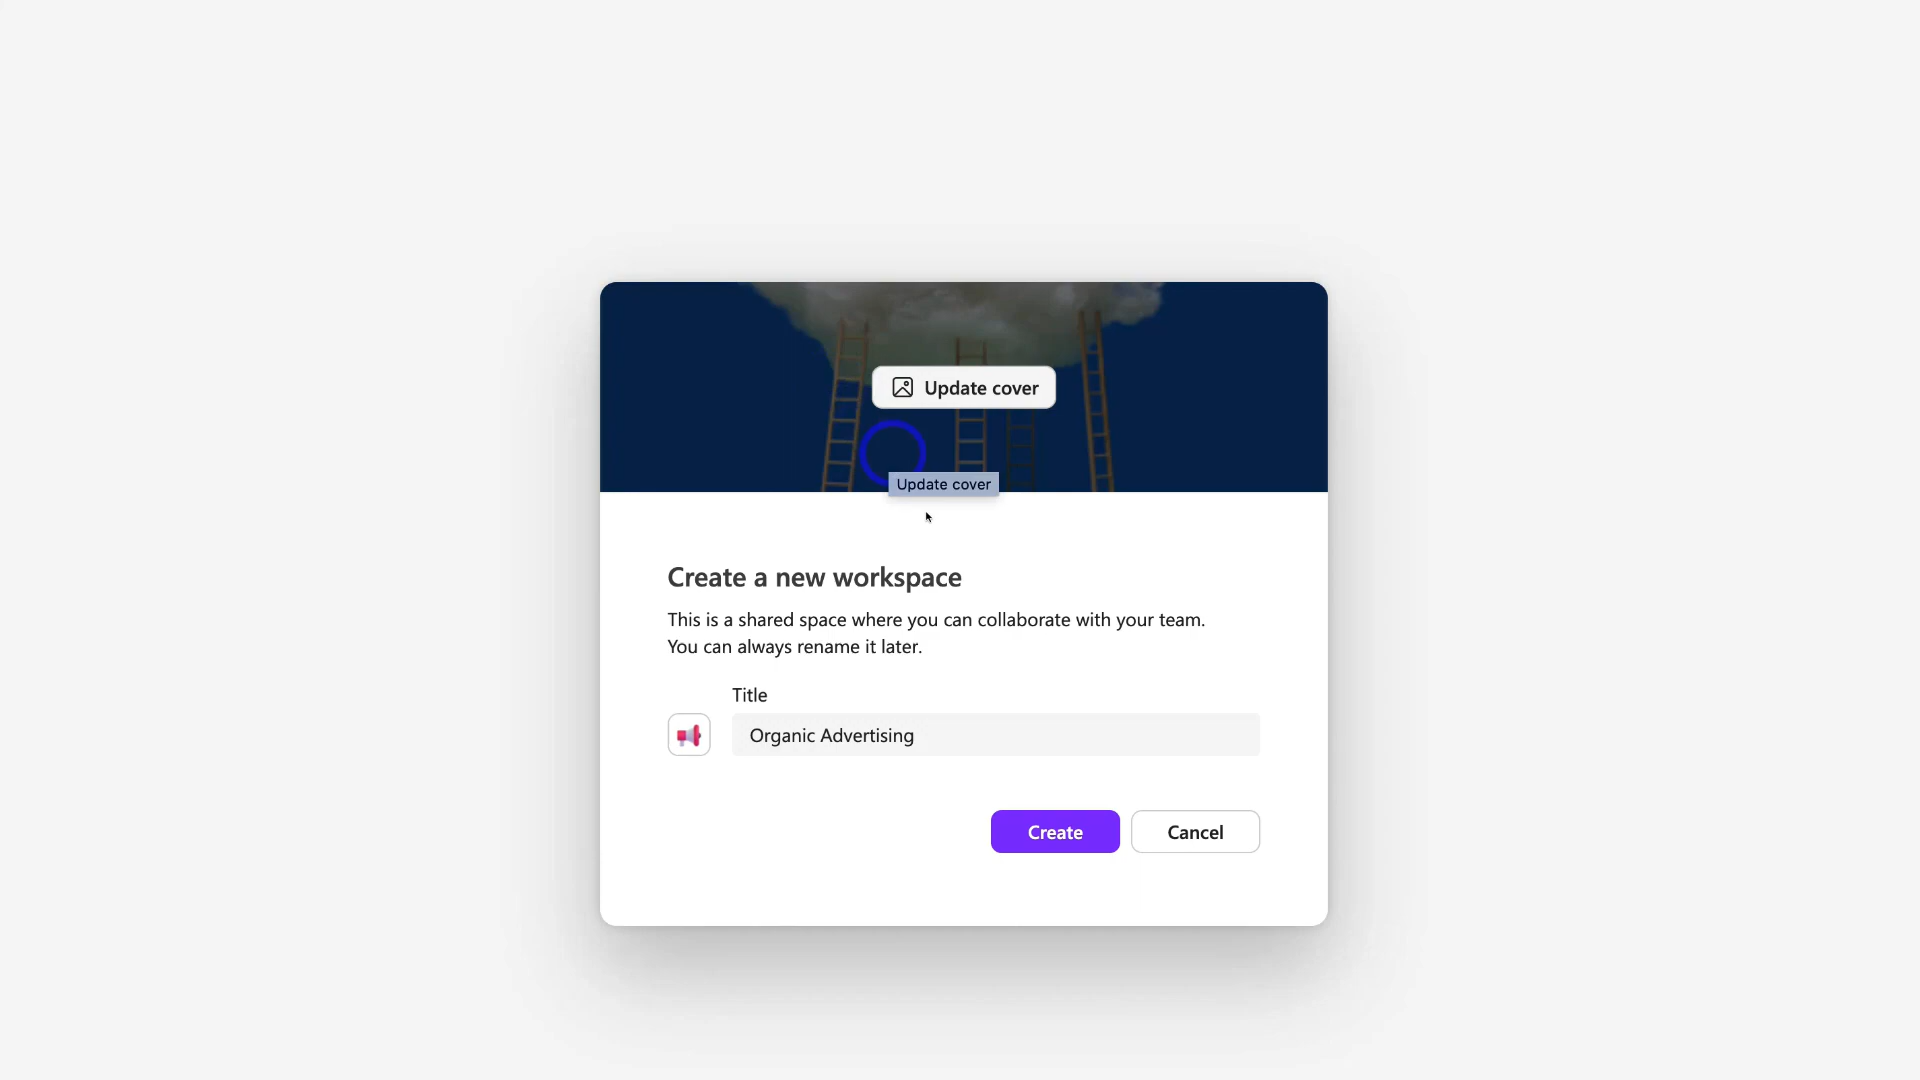 Update cover
Update cover
Create a new workspace
This is a shared space where you can collaborate with your team.
You can always rename it later.
Title
Organic Advertising
Create
Cancel